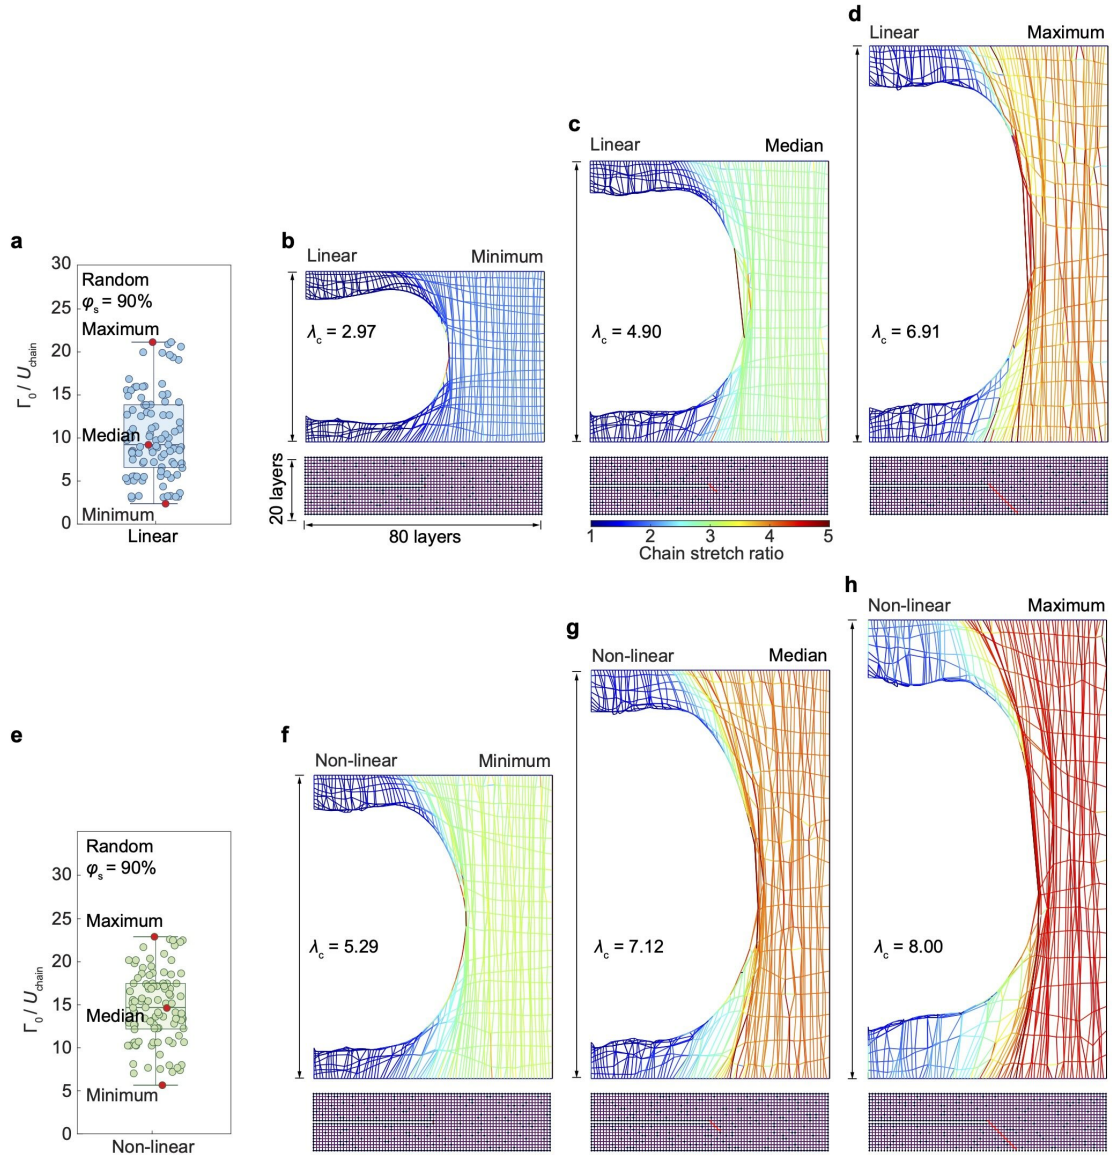 a
30
25
20
15
10
5
0
Γ₀ / Uchain
Random
φs = 90%
Maximum
Median
Minimum
Linear
b
Linear Minimum
λc = 2.97
20 layers
80 layers
c
Linear Median
λc = 4.90
1 2 3 4 5
Chain stretch ratio
d
Linear Maximum
λc = 6.91
e
30
25
20
15
10
5
0
Γ₀ / Uchain
Random
φs = 90%
Maximum
Median
Minimum
Non-linear
f
Non-linear Minimum
λc = 5.29
g
Non-linear Median
λc = 7.12
h
Non-linear Maximum
λc = 8.00